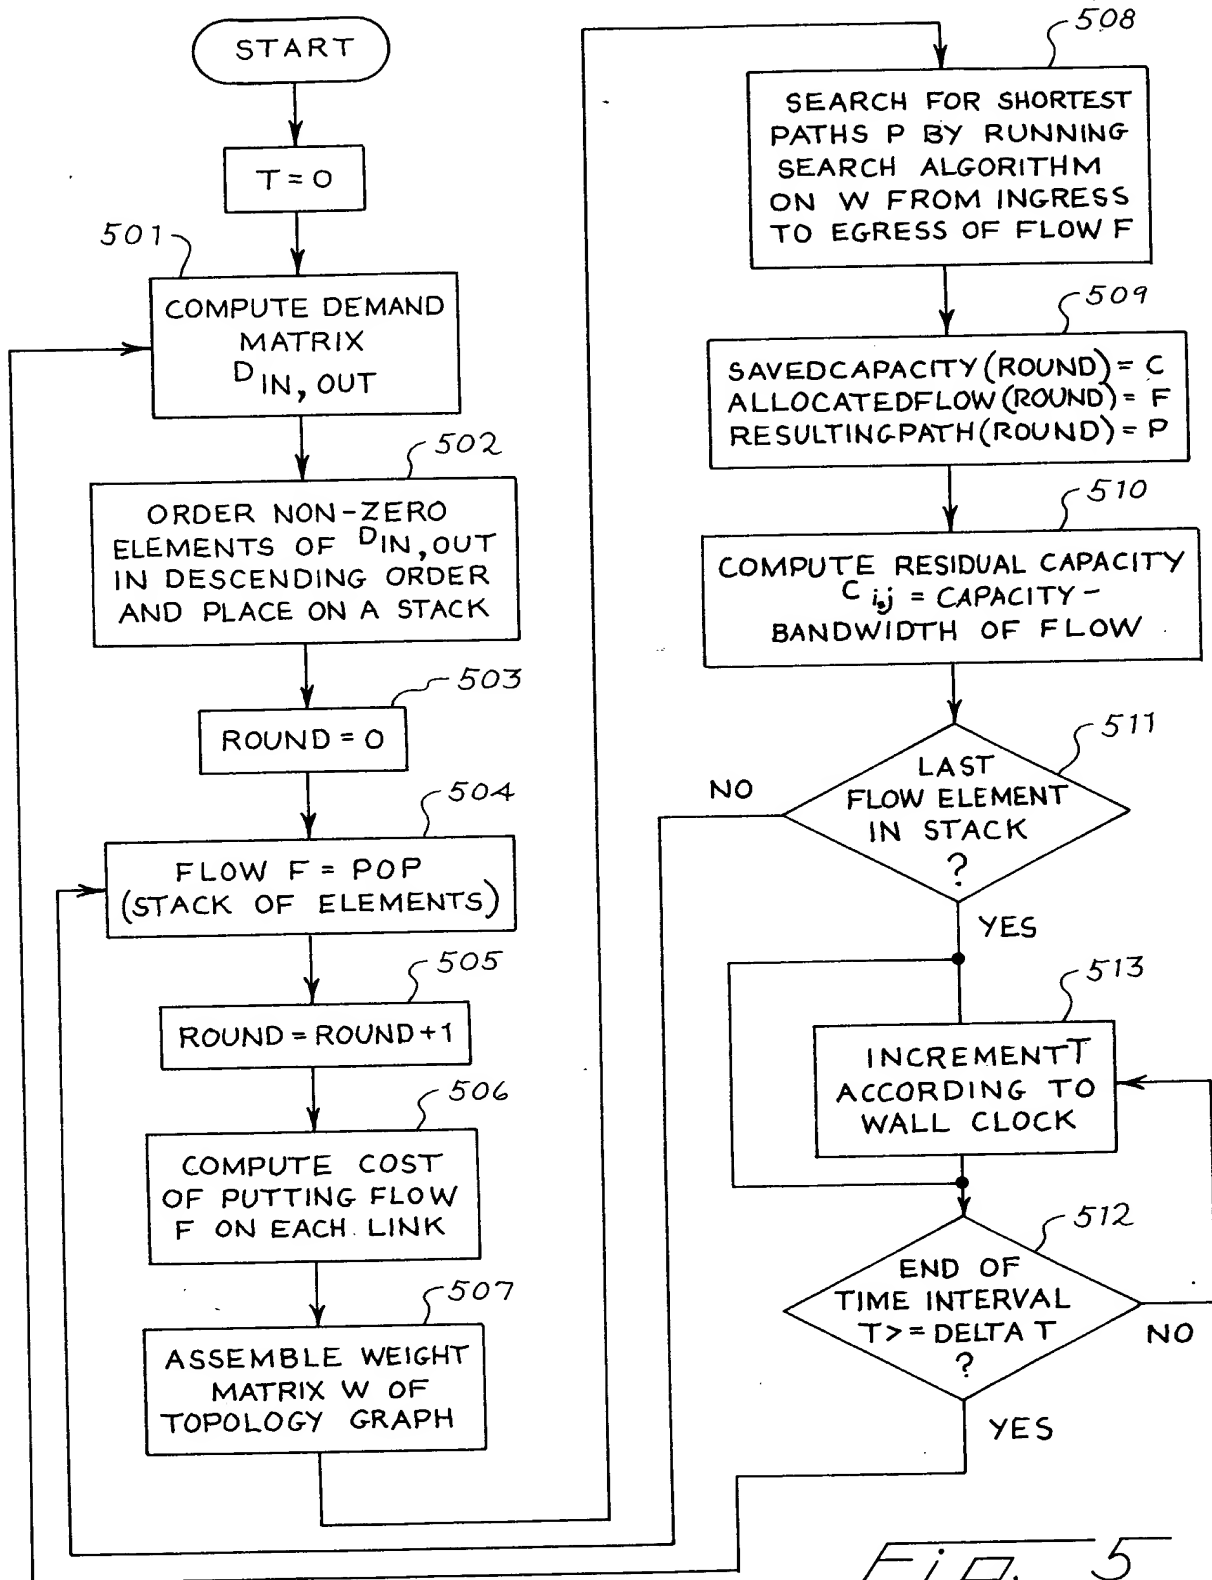 START
T = 0
501
COMPUTE DEMAND
MATRIX
D IN, OUT
502
ORDER NON-ZERO
ELEMENTS OF D IN, OUT
IN DESCENDING ORDER
AND PLACE ON A STACK
503
ROUND = 0
504
FLOW F = POP
(STACK OF ELEMENTS)
505
ROUND = ROUND + 1
506
COMPUTE COST
OF PUTTING FLOW
F ON EACH LINK
507
ASSEMBLE WEIGHT
MATRIX W OF
TOPOLOGY GRAPH
508
SEARCH FOR SHORTEST
PATHS P BY RUNNING
SEARCH ALGORITHM
ON W FROM INGRESS
TO EGRESS OF FLOW F
509
SAVEDCAPACITY (ROUND) = C
ALLOCATEDFLOW (ROUND) = F
RESULTINGPATH (ROUND) = P
510
COMPUTE RESIDUAL CAPACITY
C i,j = CAPACITY -
BANDWIDTH OF FLOW
511
LAST
FLOW ELEMENT
IN STACK
?
NO
YES
513
INCREMENT T
ACCORDING TO
WALL CLOCK
512
END OF
TIME INTERVAL
T >= DELTA T
?
NO
YES
Fig. 5